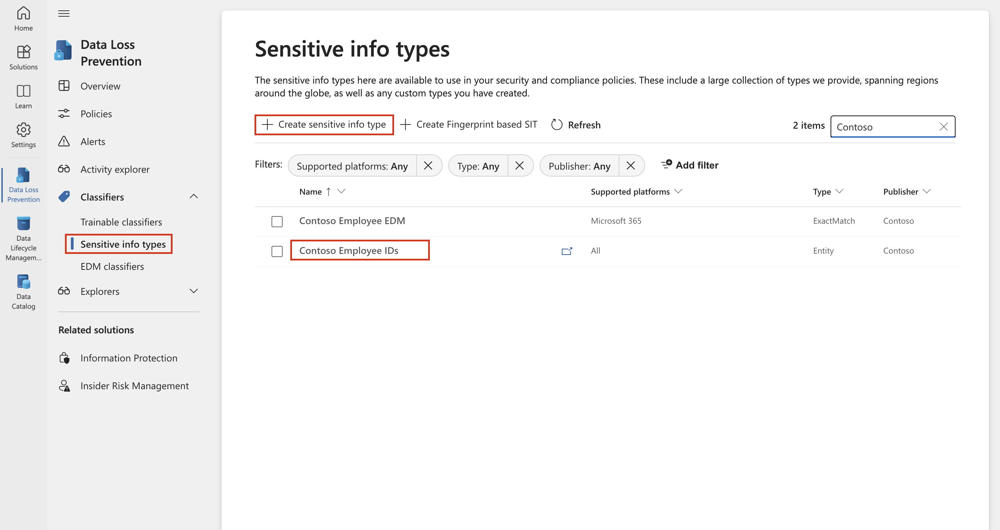 Home
Solutions
Learn
Settings
Data Loss
Prevention
Data
Lifecycle
Managem...
Data
Catalog
Data Loss
Prevention
Overview
Policies
Alerts
Activity explorer
Classifiers
Trainable classifiers
Sensitive info types
EDM classifiers
Explorers
Related solutions
Information Protection
Insider Risk Management
Sensitive info types
The sensitive info types here are available to use in your security and compliance policies. These include a large collection of types we provide, spanning regions
around the globe, as well as any custom types you have created.
Create sensitive info type Create Fingerprint based SIT Refresh 2 items Contoso
Filters: Supported platforms: Any Type: Any Publisher: Any Add filter
Name Supported platforms Type Publisher
Contoso Employee EDM Microsoft 365 ExactMatch Contoso
Contoso Employee IDs All Entity Contoso